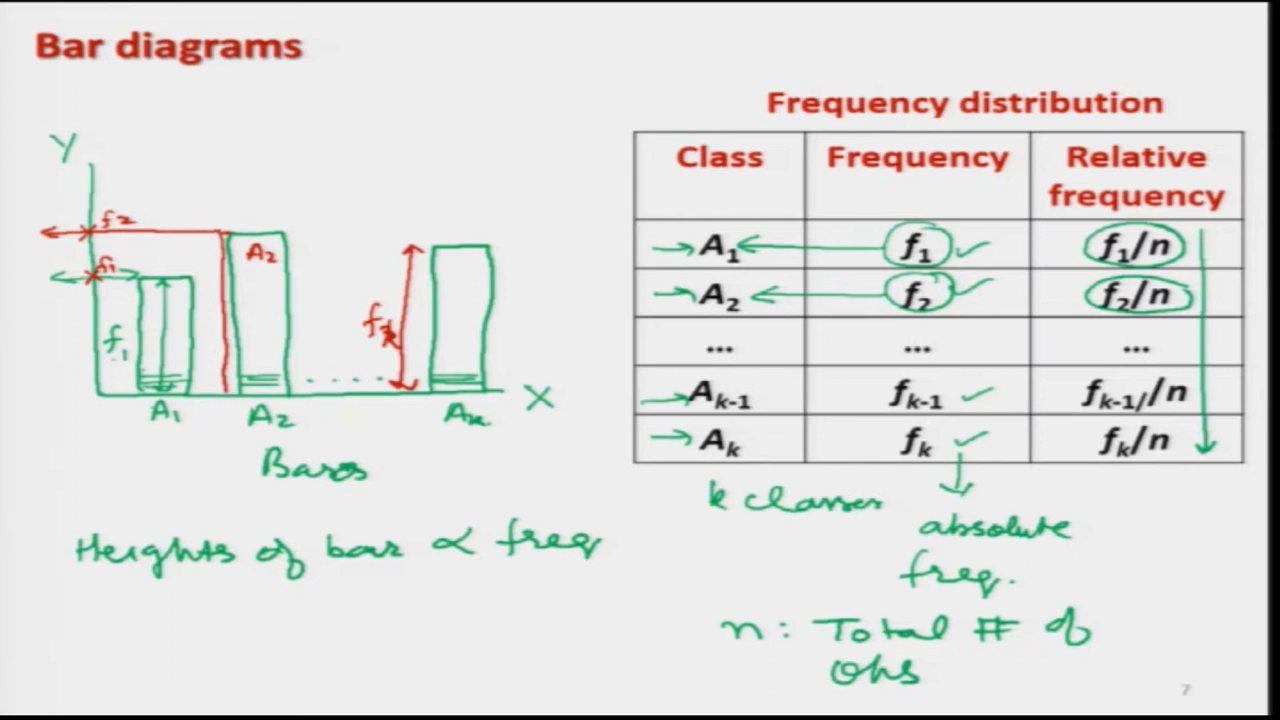 Bar diagrams
Frequency distribution
Class Frequency Relative frequency
A1 f1 f1/n
A2 f2 f2/n
... ... ...
Ak-1 fk-1 fk-1//n
Ak fk fk/n
Y
f2
A2
f1
f1
fk
X
A1 A2 Ak
Bars
Heights of bar ∝ freq
k classes
absolute
freq.
n: Total # of
obs
7